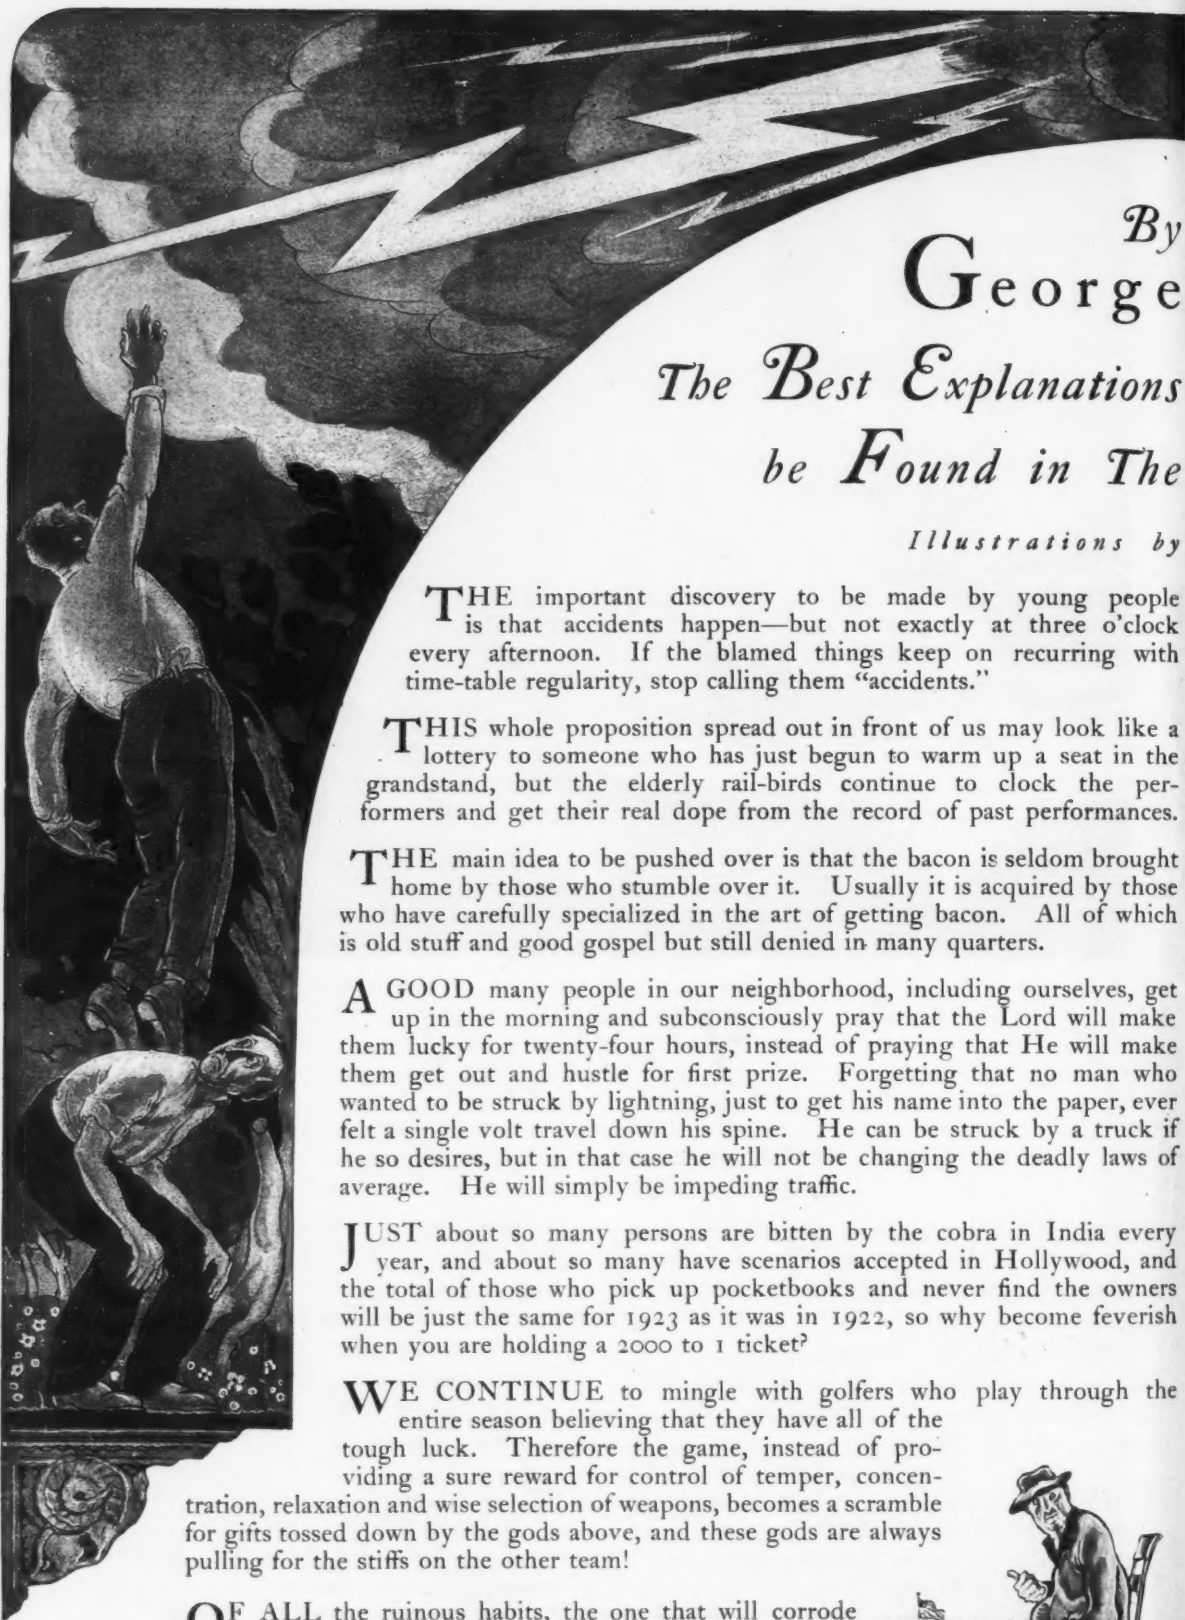 By
George
The Best Explanations
be Found in The
Illustrations by
THE important discovery to be made by young people
is that accidents happen—but not exactly at three o'clock
every afternoon. If the blamed things keep on recurring with
time-table regularity, stop calling them “accidents.”
THIS whole proposition spread out in front of us may look like a
lottery to someone who has just begun to warm up a seat in the
grandstand, but the elderly rail-birds continue to clock the per-
formers and get their real dope from the record of past performances.
THE main idea to be pushed over is that the bacon is seldom brought
home by those who stumble over it. Usually it is acquired by those
who have carefully specialized in the art of getting bacon. All of which
is old stuff and good gospel but still denied in many quarters.
A GOOD many people in our neighborhood, including ourselves, get
up in the morning and subconsciously pray that the Lord will make
them lucky for twenty-four hours, instead of praying that He will make
them get out and hustle for first prize. Forgetting that no man who
wanted to be struck by lightning, just to get his name into the paper, ever
felt a single volt travel down his spine. He can be struck by a truck if
he so desires, but in that case he will not be changing the deadly laws of
average. He will simply be impeding traffic.
JUST about so many persons are bitten by the cobra in India every
year, and about so many have scenarios accepted in Hollywood, and
the total of those who pick up pocketbooks and never find the owners
will be just the same for 1923 as it was in 1922, so why become feverish
when you are holding a 2000 to 1 ticket?
WE CONTINUE to mingle with golfers who play through the
entire season believing that they have all of the
tough luck. Therefore the game, instead of pro-
viding a sure reward for control of temper, concen-
tration, relaxation and wise selection of weapons, becomes a scramble
for gifts tossed down by the gods above, and these gods are always
pulling for the stiffs on the other team!
OF ALL the ruinous habits, the one that will corrode